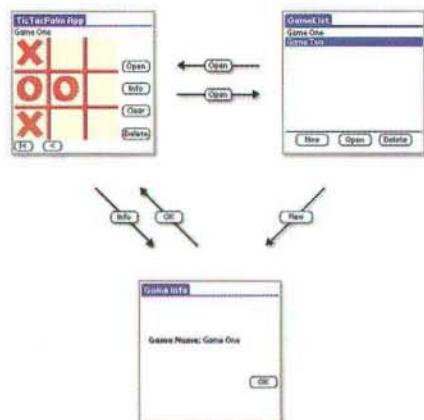 TicTacPalm App
Game One
X
O O
X
Open
Info
Clear
Delete
|< <
Open
Open
GameList
Game One
Game Two
New Open Delete
Info
OK
New
Game Info
Game Name: Game One
OK